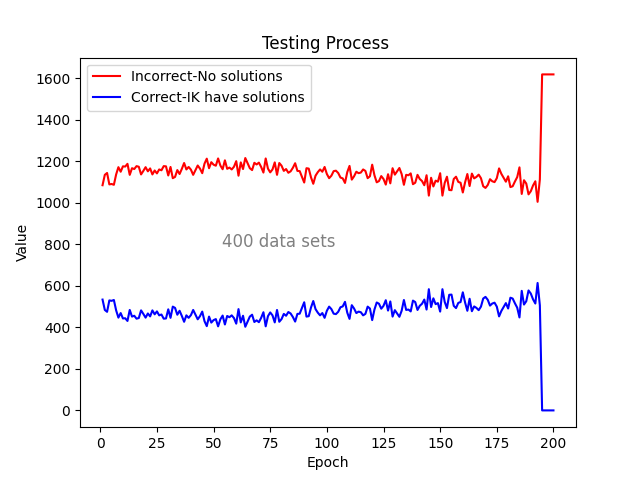 Testing Process
Incorrect-No solutions
Correct-IK have solutions
400 data sets
Value
1600
1400
1200
1000
800
600
400
200
0
0 25 50 75 100 125 150 175 200
Epoch